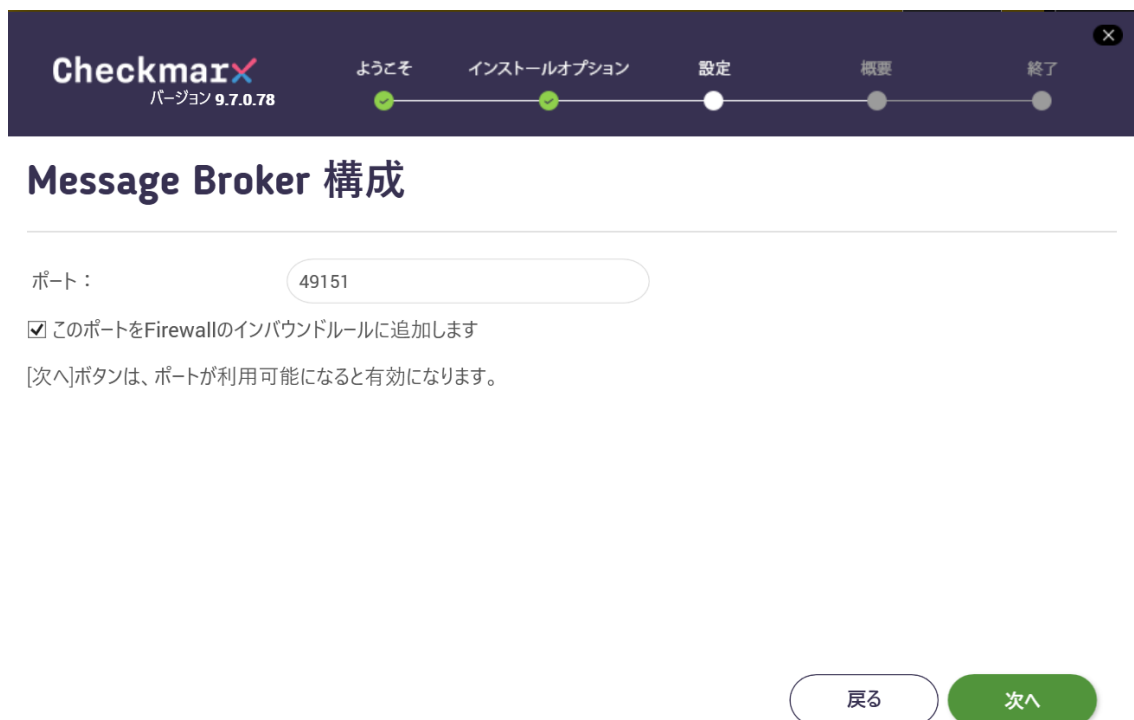 Checkmarx
バージョン 9.7.0.78
ようこそ
インストールオプション
設定
概要
終了
Message Broker 構成
ポート：
49151
このポートをFirewallのインバウンドルールに追加します
[次へ]ボタンは、ポートが利用可能になると有効になります。
戻る
次へ